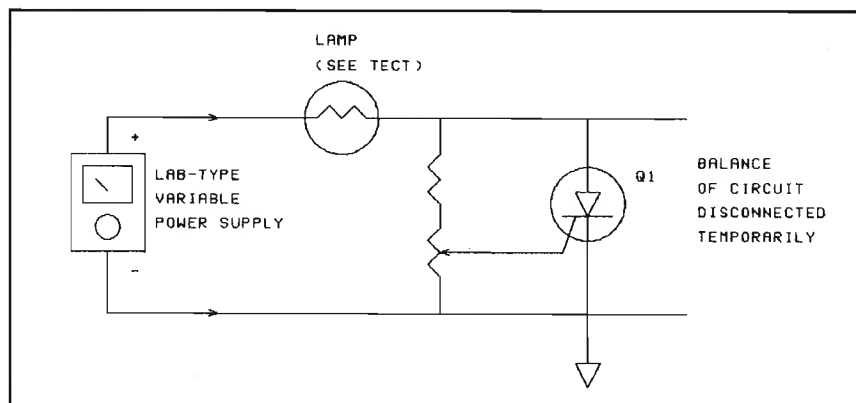 LAMP
(SEE TECT)
+
LAB-TYPE
VARIABLE
POWER SUPPLY
-
Q1
BALANCE
OF CIRCUIT
DISCONNECTED
TEMPORARILY